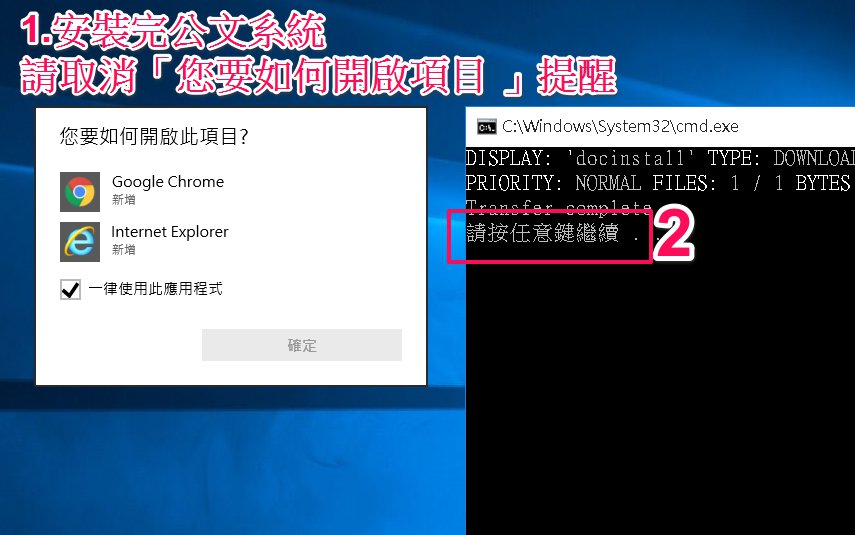 1.安裝完公文系統
請取消「您要如何開啟項目 」提醒
您要如何開啟此項目?
Google Chrome
新增
Internet Explorer
新增
一律使用此應用程式
確定
C:\Windows\System32\cmd.exe
DISPLAY: 'docinstall' TYPE: DOWNLOA
PRIORITY: NORMAL FILES: 1 / 1 BYTES
Transfer complete
請按任意鍵繼續 . .
2